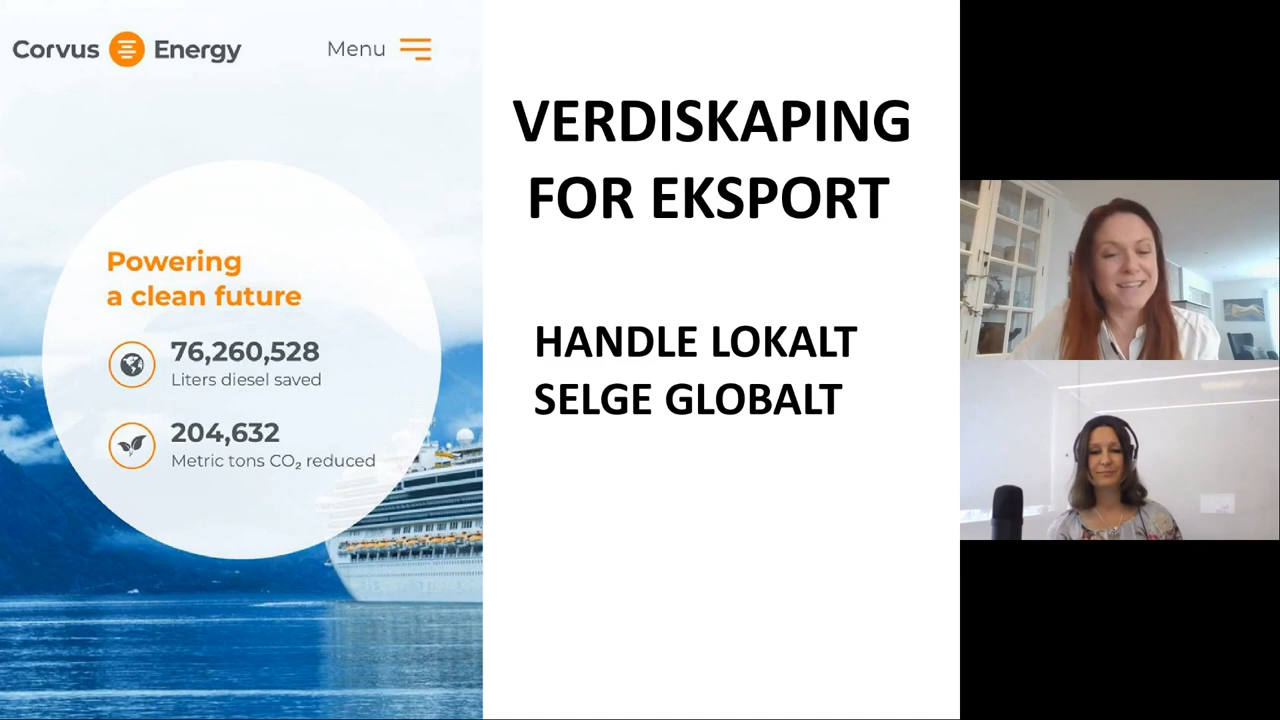 Corvus Energy
Menu
Powering
a clean future
76,260,528
Liters diesel saved
204,632
Metric tons CO₂ reduced
VERDISKAPING
FOR EKSPORT
HANDLE LOKALT
SELGE GLOBALT